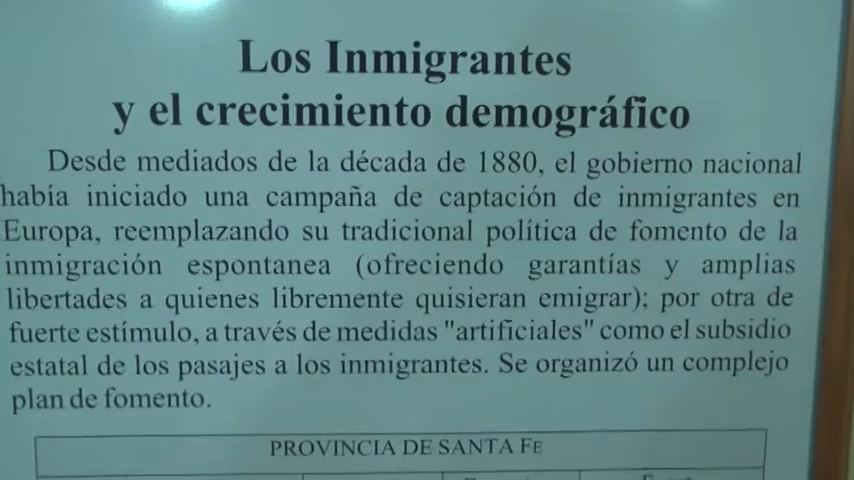 Los Inmigrantes
y el crecimiento demográfico
Desde mediados de la década de 1880, el gobierno nacional
había iniciado una campaña de captación de inmigrantes en
Europa, reemplazando su tradicional política de fomento de la
inmigración espontanea (ofreciendo garantías y amplias
libertades a quienes libremente quisieran emigrar); por otra de
fuerte estímulo, a través de medidas "artificiales" como el subsidio
estatal de los pasajes a los inmigrantes. Se organizó un complejo
plan de fomento.
PROVINCIA DE SANTA FE